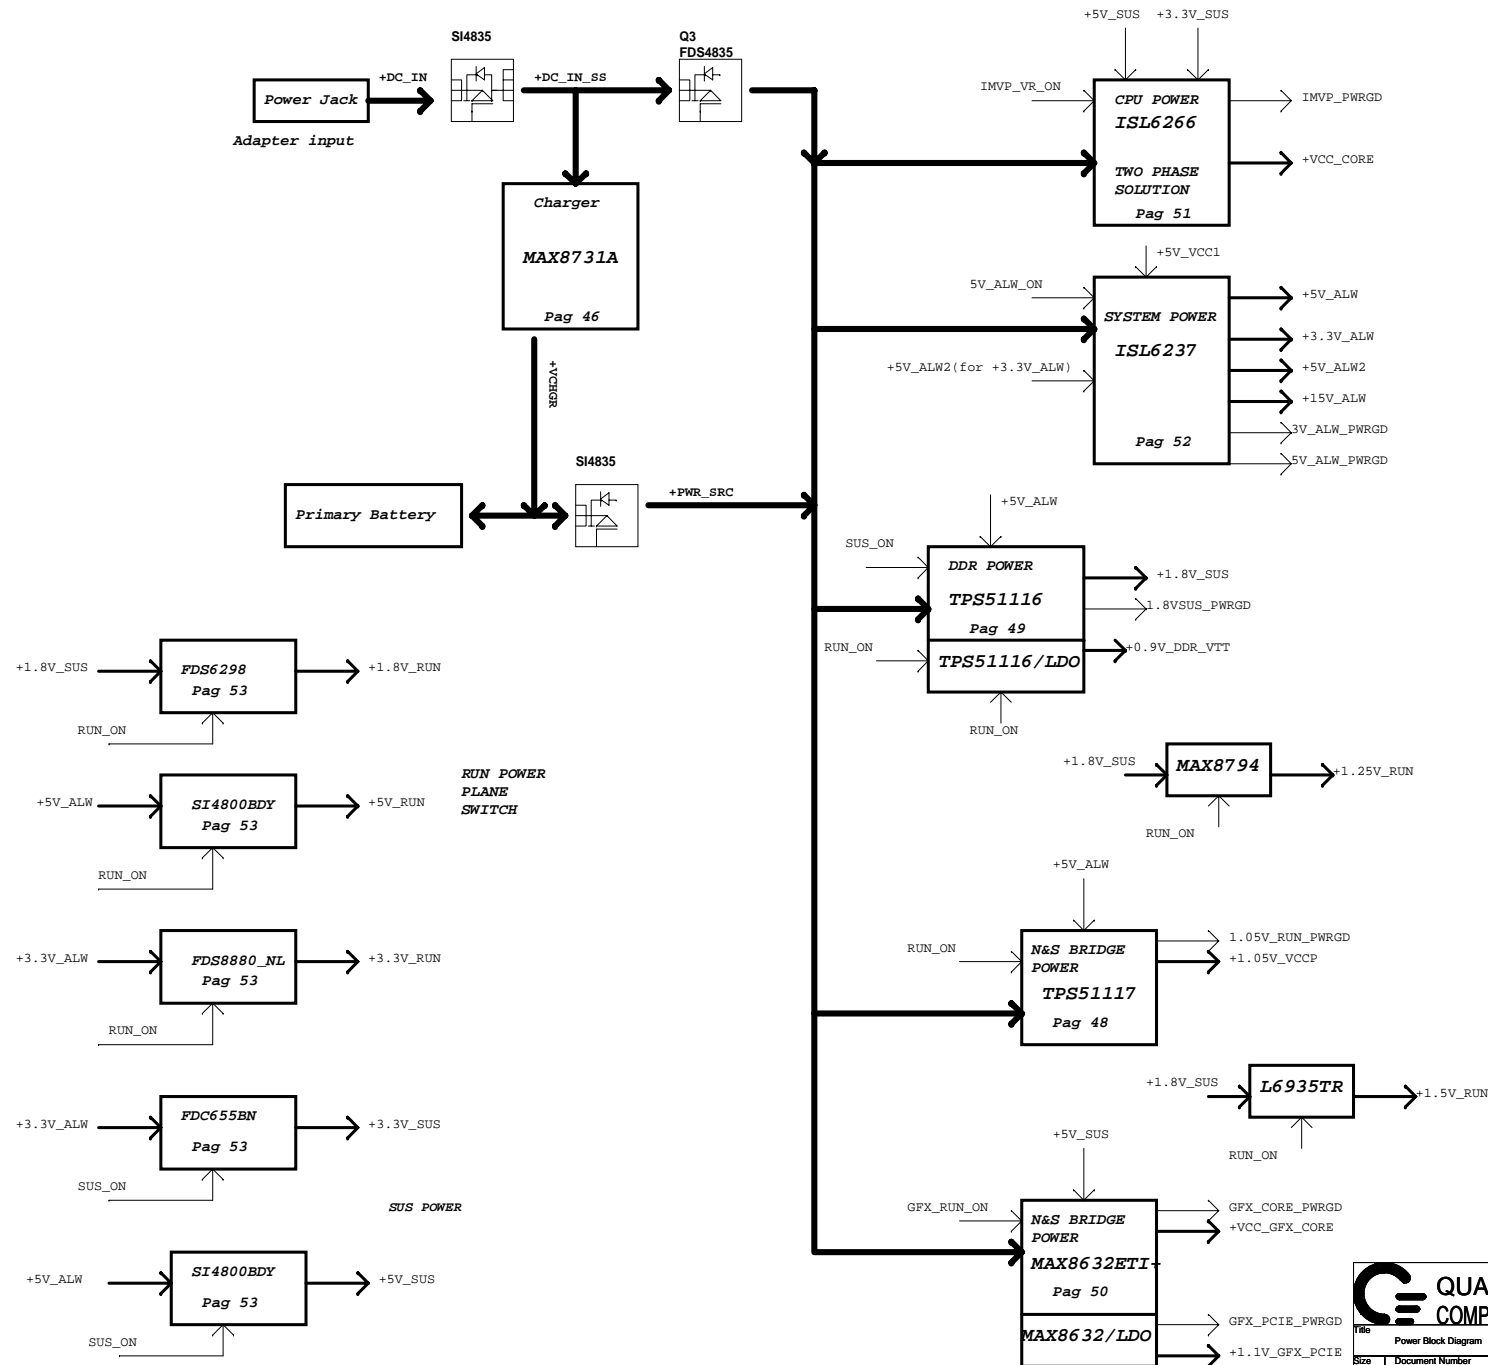 SI4835
+DC_IN
Power Jack
Adapter input
+DC_IN_SS
Q3
FDS4835
Charger
MAX8731A
Pag 46
+VCHGR
SI4835
Primary Battery
+PWR_SRC
+5V_SUS
+3.3V_SUS
IMVP_VR_ON
CPU POWER
ISL6266
TWO PHASE
SOLUTION
Pag 51
IMVP_PWRGD
+VCC_CORE
+5V_VCC1
5V_ALW_ON
+5V_ALW2(for +3.3V_ALW)
SYSTEM POWER
ISL6237
Pag 52
+5V_ALW
+3.3V_ALW
+5V_ALW2
+15V_ALW
3V_ALW_PWRGD
5V_ALW_PWRGD
+5V_ALW
SUS_ON
DDR POWER
TPS51116
Pag 49
RUN_ON
TPS51116/LDO
RUN_ON
+1.8V_SUS
1.8VSUS_PWRGD
+0.9V_DDR_VTT
+1.8V_SUS
MAX8794
+1.25V_RUN
RUN_ON
+5V_ALW
RUN_ON
N&S BRIDGE
POWER
TPS51117
Pag 48
1.05V_RUN_PWRGD
+1.05V_VCCP
+1.8V_SUS
L6935TR
+1.5V_RUN
RUN_ON
+5V_SUS
GFX_RUN_ON
N&S BRIDGE
POWER
MAX8632ETI+
Pag 50
MAX8632/LDO
GFX_CORE_PWRGD
+VCC_GFX_CORE
GFX_PCIE_PWRGD
+1.1V_GFX_PCIE
+1.8V_SUS
FDS6298
Pag 53
+1.8V_RUN
RUN_ON
+5V_ALW
SI4800BDY
Pag 53
+5V_RUN
RUN_ON
RUN POWER
PLANE
SWITCH
+3.3V_ALW
FDS8880_NL
Pag 53
+3.3V_RUN
RUN_ON
+3.3V_ALW
FDC655BN
Pag 53
+3.3V_SUS
SUS_ON
SUS POWER
+5V_ALW
SI4800BDY
Pag 53
+5V_SUS
SUS_ON
QUA
COMP
Title
Power Block Diagram
Size
Document Number